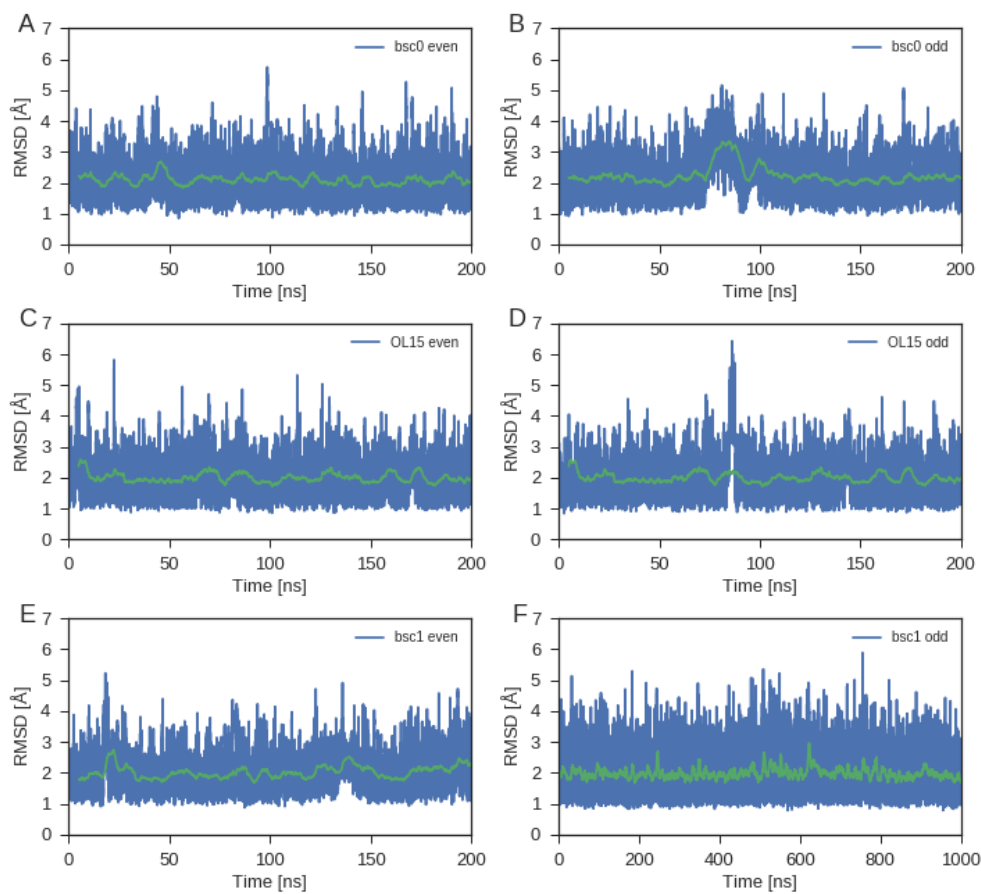 A
7
6
5
4
3
2
1
0
RMSD [Å]
bsc0 even
0 50 100 150 200
Time [ns]
B
7
6
5
4
3
2
1
0
RMSD [Å]
bsc0 odd
0 50 100 150 200
Time [ns]
C
7
6
5
4
3
2
1
0
RMSD [Å]
OL15 even
0 50 100 150 200
Time [ns]
D
7
6
5
4
3
2
1
0
RMSD [Å]
OL15 odd
0 50 100 150 200
Time [ns]
E
7
6
5
4
3
2
1
0
RMSD [Å]
bsc1 even
0 50 100 150 200
Time [ns]
F
7
6
5
4
3
2
1
0
RMSD [Å]
bsc1 odd
0 200 400 600 800 1000
Time [ns]